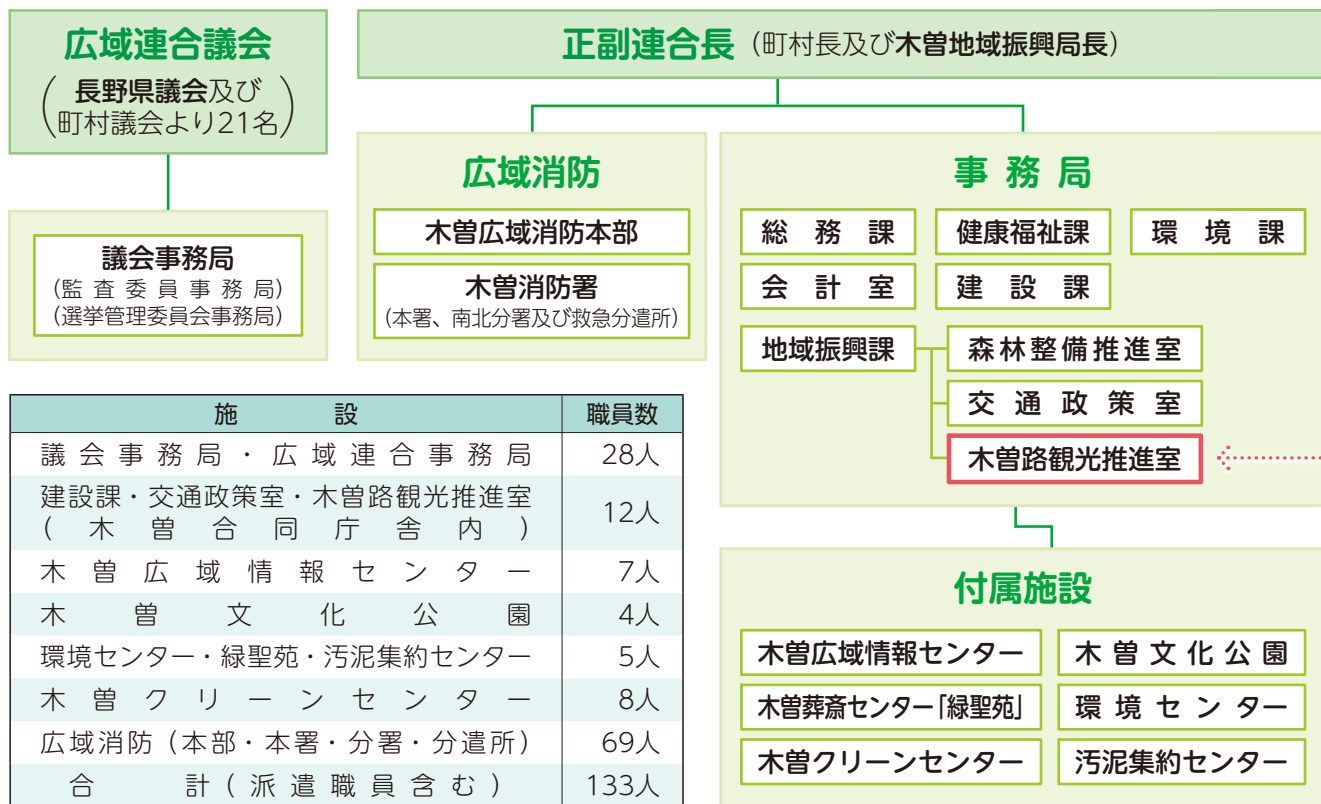 広域連合議会
(長野県議会及び
町村議会より21名)
議会事務局
(監査委員事務局)
(選挙管理委員会事務局)
正副連合長 (町村長及び木曽地域振興局長)
広域消防
木曽広域消防本部
木曽消防署
(本署、南北分署及び救急分遣所)
事務局
総務課
健康福祉課
環境課
会計室
建設課
地域振興課
森林整備推進室
交通政策室
木曽路観光推進室
付属施設
木曽広域情報センター
木曽文化公園
木曽葬斎センター「緑聖苑」
環境センター
木曽クリーンセンター
汚泥集約センター
施設 職員数
議会事務局・広域連合事務局 28人
建設課・交通政策室・木曽路観光推進室
(木曽合同庁舎内) 12人
木曽広域情報センター 7人
木曽文化公園 4人
環境センター・緑聖苑・汚泥集約センター 5人
木曽クリーンセンター 8人
広域消防(本部・本署・分署・分遣所) 69人
合計(派遣職員含む) 133人